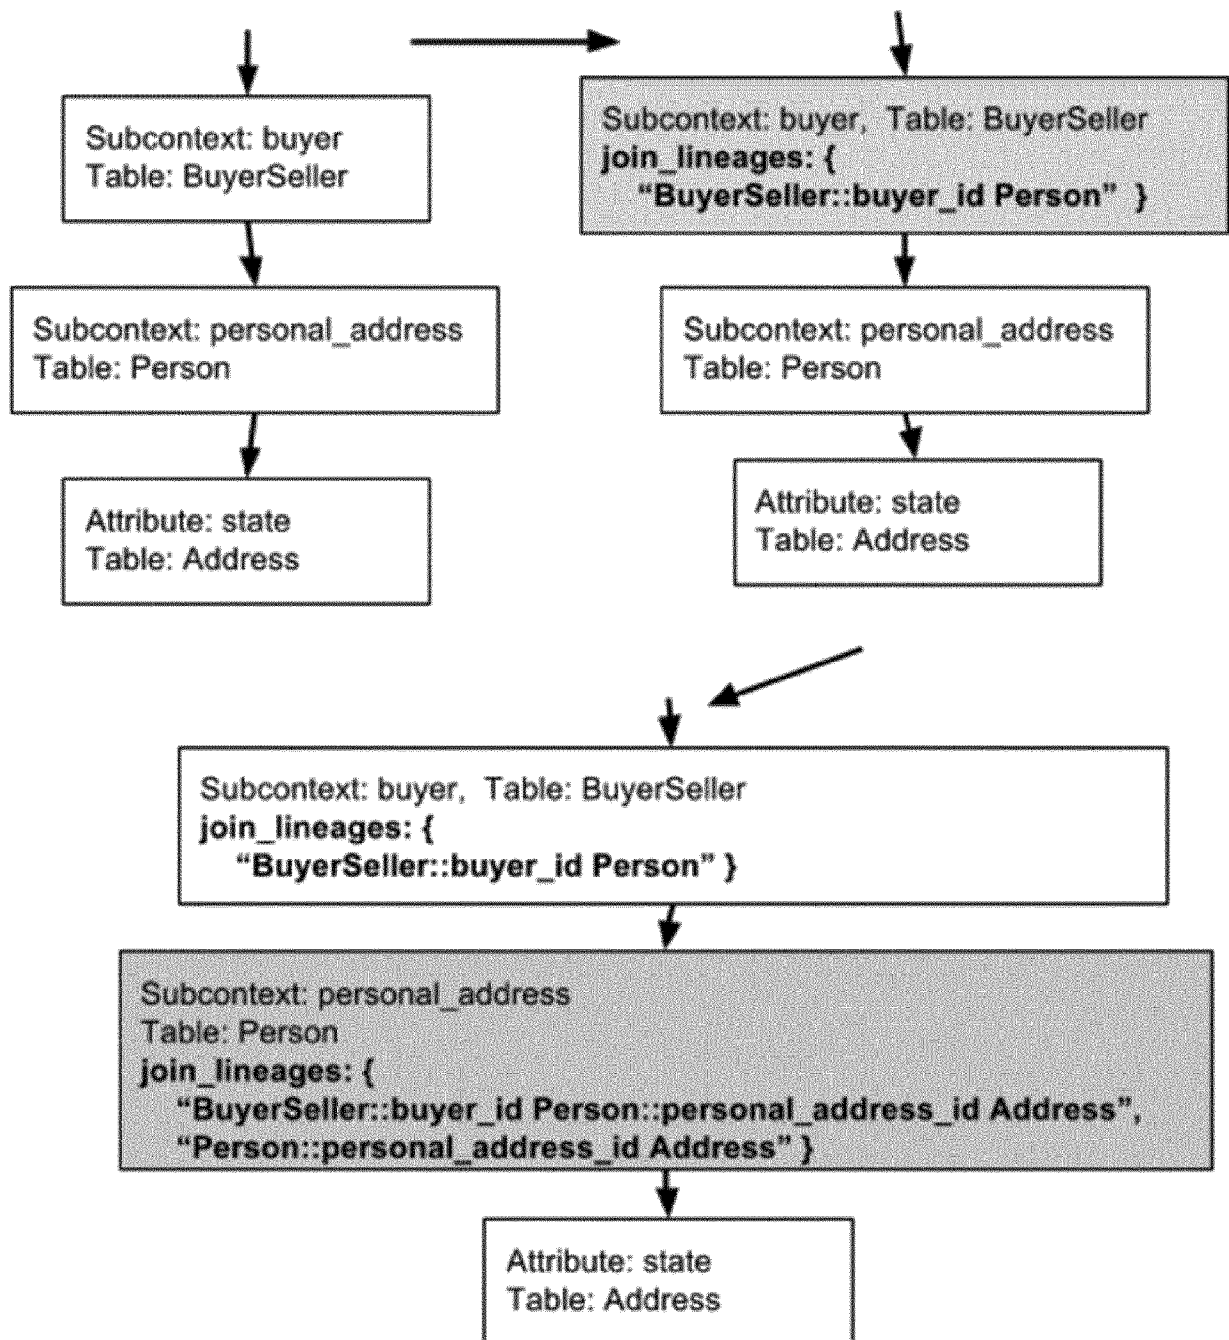 Subcontext: buyer
Table: BuyerSeller
Subcontext: personal_address
Table: Person
Attribute: state
Table: Address
Subcontext: buyer,  Table: BuyerSeller
join_lineages: {
“BuyerSeller::buyer_id Person”  }
Subcontext: personal_address
Table: Person
Attribute: state
Table: Address
Subcontext: buyer,  Table: BuyerSeller
join_lineages: {
“BuyerSeller::buyer_id Person” }
Subcontext: personal_address
Table: Person
join_lineages: {
“BuyerSeller::buyer_id Person::personal_address_id Address”,
“Person::personal_address_id Address” }
Attribute: state
Table: Address